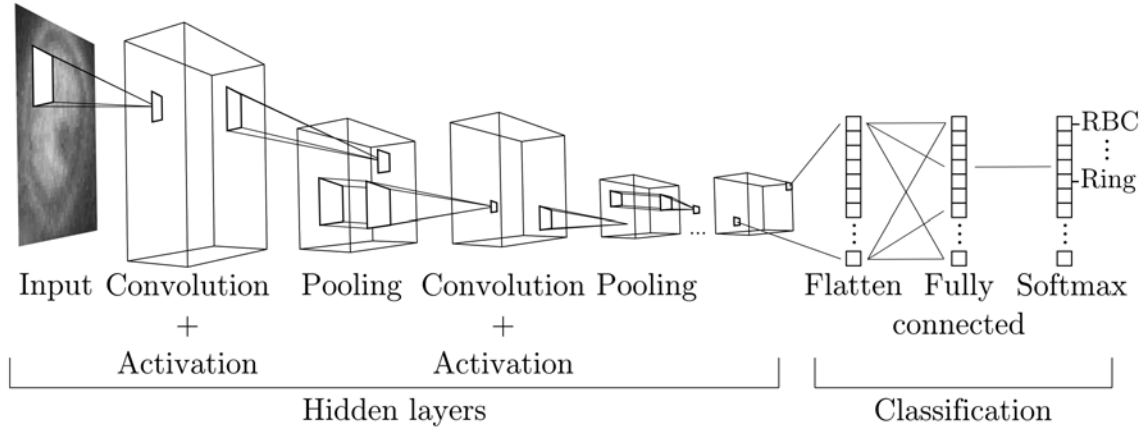 RBC
Ring
Input Convolution Pooling Convolution Pooling Flatten Fully Softmax
+ + connected
Activation Activation
Hidden layers Classification